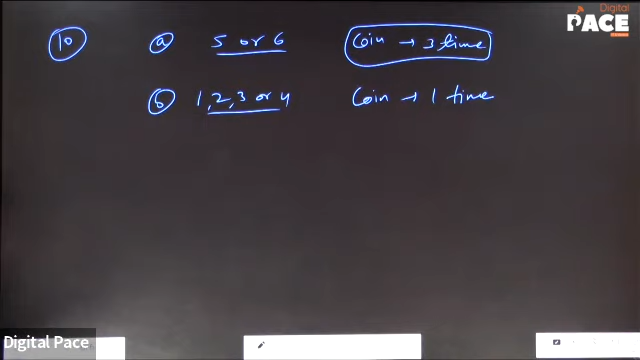 10 a 5 or 6 Coin → 3 time
b 1, 2, 3 or 4 Coin → 1 time
Digital
PACE
Digital Pace